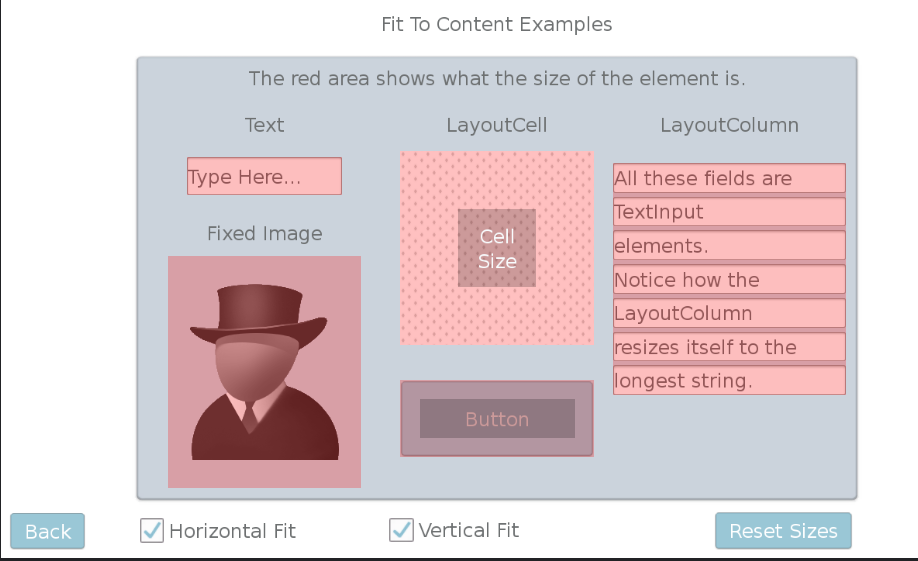 Fit To Content Examples
The red area shows what the size of the element is.
Text
Type Here...
Fixed Image
LayoutCell
Cell
Size
Button
LayoutColumn
All these fields are
TextInput
elements.
Notice how the
LayoutColumn
resizes itself to the
longest string.
Back
Horizontal Fit
Vertical Fit
Reset Sizes